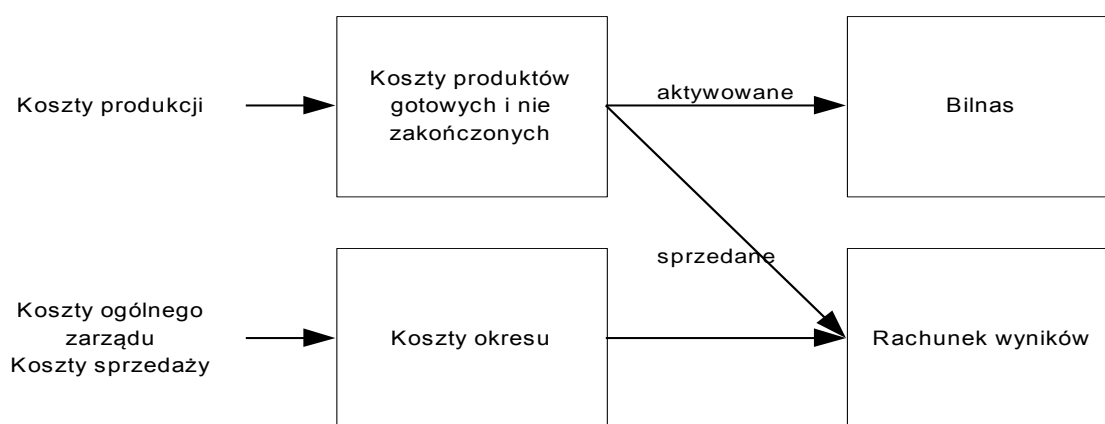 Koszty produkcji
Koszty produktów
gotowych i nie
zakończonych
aktywowane
Bilnas
sprzedane
Koszty ogólnego
zarządu
Koszty sprzedaży
Koszty okresu
Rachunek wyników